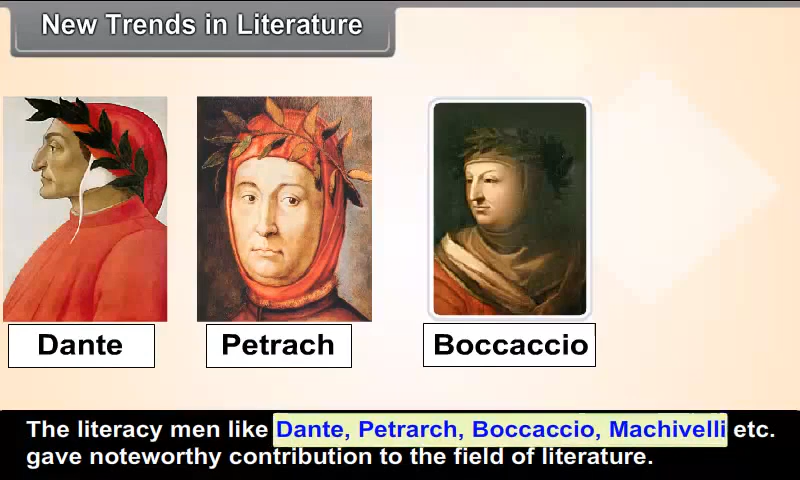 New Trends in Literature
Dante
Petrach
Boccaccio
The literacy men like Dante, Petrarch, Boccaccio, Machivelli etc.
gave noteworthy contribution to the field of literature.